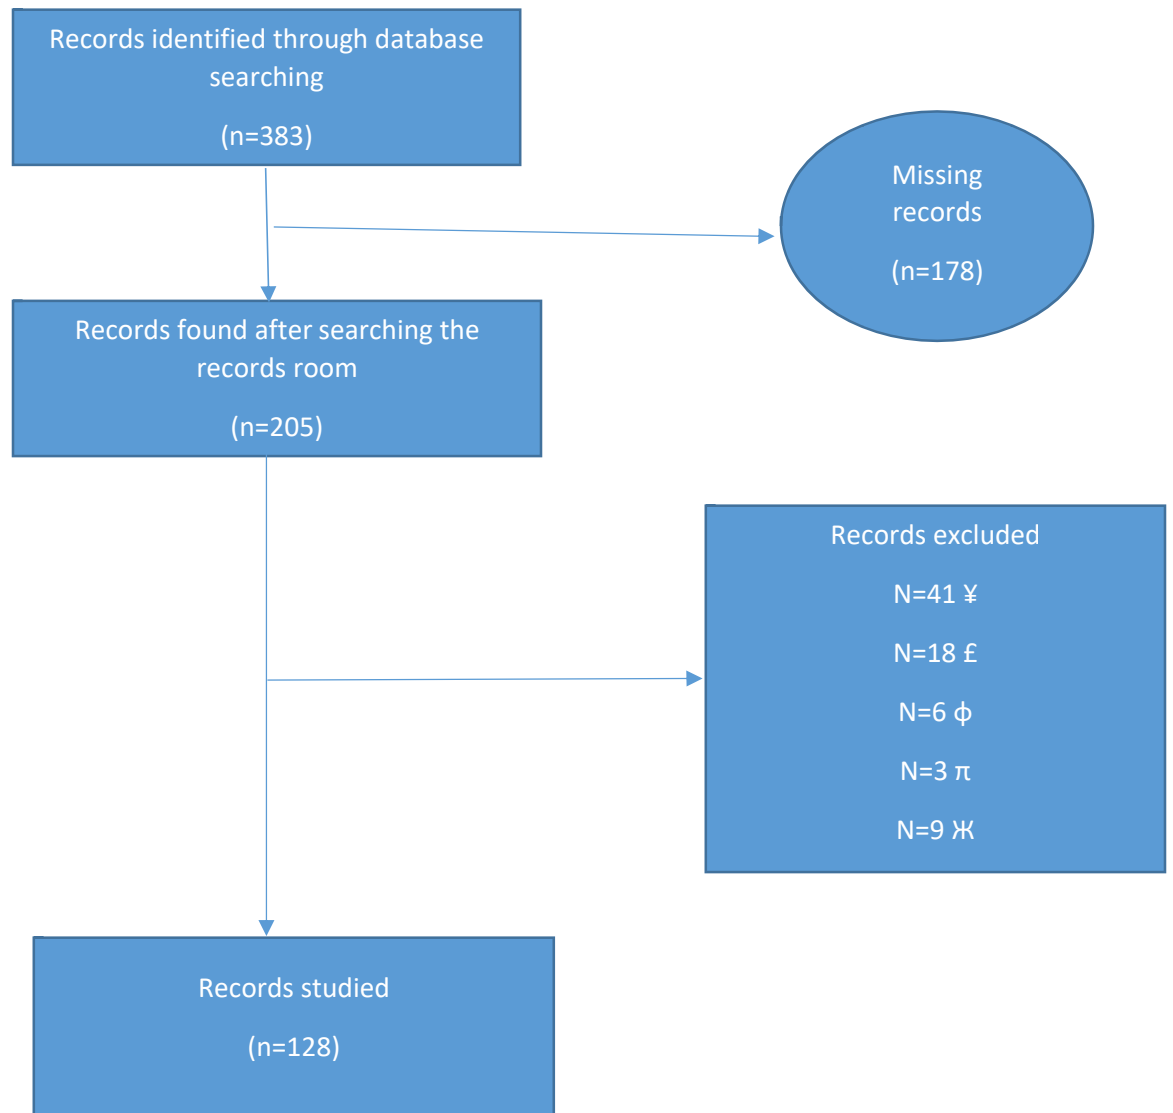 Records identified through database
searching
(n=383)
Missing
records
(n=178)
Records found after searching the
records room
(n=205)
Records excluded
N=41 ¥
N=18 £
N=6 ф
N=3 π
N=9 Ж
Records studied
(n=128)